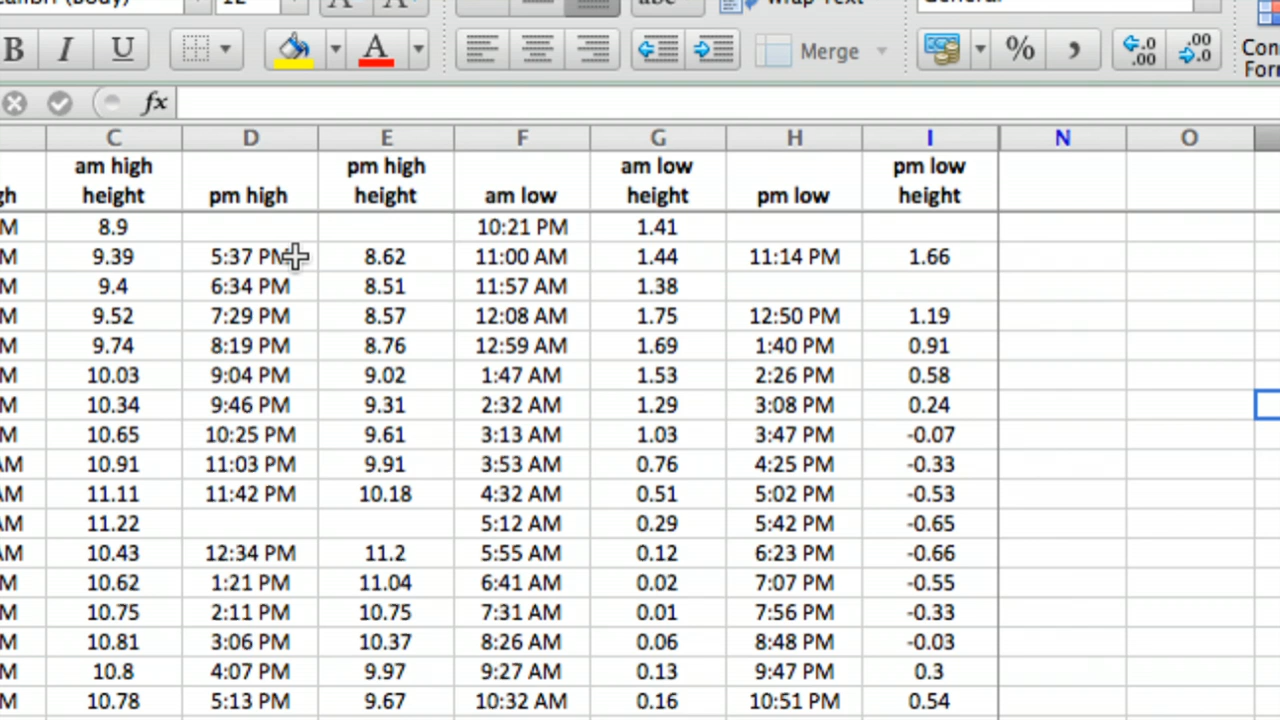 12
abc
Wrap Text
General
B I U A Merge % , .0 .00 .00 .0 Con
Form
fx
C D E F G H I N O
am high pm high am low pm low
gh height pm high height am low height pm low height
M 8.9 10:21 PM 1.41
M 9.39 5:37 PM 8.62 11:00 AM 1.44 11:14 PM 1.66
M 9.4 6:34 PM 8.51 11:57 AM 1.38
M 9.52 7:29 PM 8.57 12:08 AM 1.75 12:50 PM 1.19
M 9.74 8:19 PM 8.76 12:59 AM 1.69 1:40 PM 0.91
M 10.03 9:04 PM 9.02 1:47 AM 1.53 2:26 PM 0.58
M 10.34 9:46 PM 9.31 2:32 AM 1.29 3:08 PM 0.24
M 10.65 10:25 PM 9.61 3:13 AM 1.03 3:47 PM -0.07
AM 10.91 11:03 PM 9.91 3:53 AM 0.76 4:25 PM -0.33
AM 11.11 11:42 PM 10.18 4:32 AM 0.51 5:02 PM -0.53
AM 11.22 5:12 AM 0.29 5:42 PM -0.65
AM 10.43 12:34 PM 11.2 5:55 AM 0.12 6:23 PM -0.66
M 10.62 1:21 PM 11.04 6:41 AM 0.02 7:07 PM -0.55
M 10.75 2:11 PM 10.75 7:31 AM 0.01 7:56 PM -0.33
M 10.81 3:06 PM 10.37 8:26 AM 0.06 8:48 PM -0.03
M 10.8 4:07 PM 9.97 9:27 AM 0.13 9:47 PM 0.3
M 10.78 5:13 PM 9.67 10:32 AM 0.16 10:51 PM 0.54